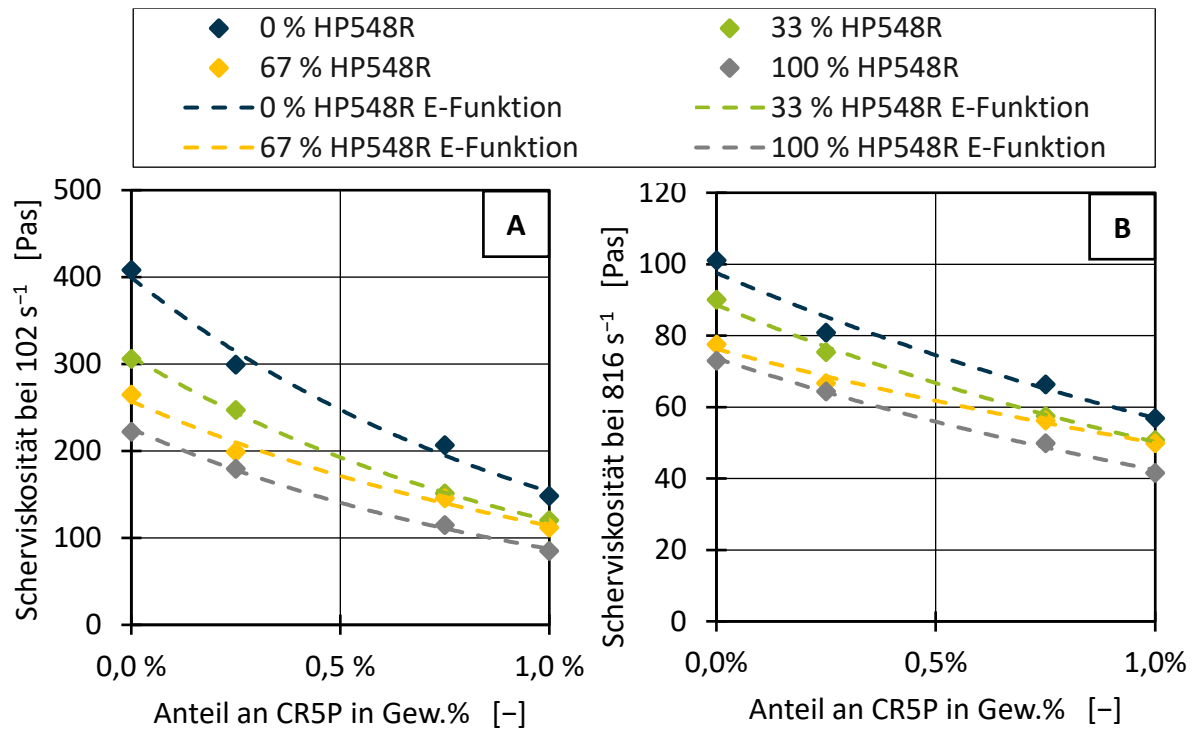 0 % HP548R
33 % HP548R
67 % HP548R
100 % HP548R
0 % HP548R E-Funktion
33 % HP548R E-Funktion
67 % HP548R E-Funktion
100 % HP548R E-Funktion
Scherviskosität bei 102 s⁻¹ [Pas]
500
400
300
200
100
0
A
0,0 %
0,5 %
1,0 %
Anteil an CR5P in Gew.% [−]
Scherviskosität bei 816 s⁻¹ [Pas]
120
100
80
60
40
20
0
B
0,0%
0,5%
1,0%
Anteil an CR5P in Gew.% [−]